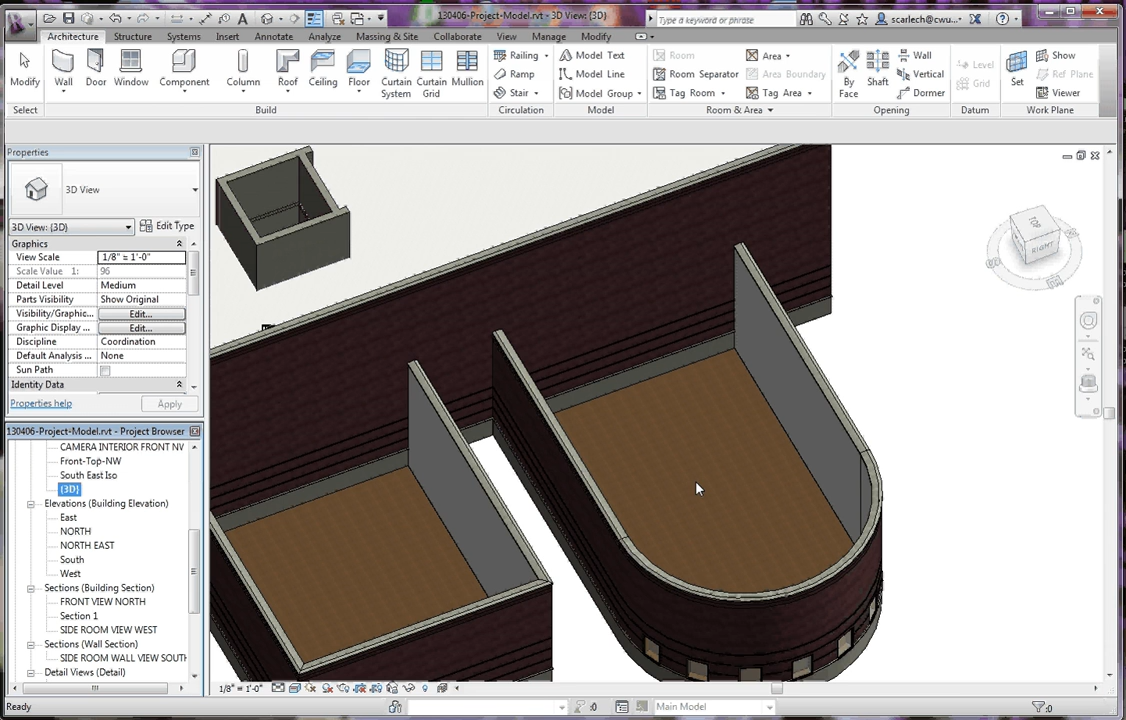 130406-Project-Model.rvt - 3D View: {3D}
Type a keyword or phrase
scarlech@cwu...
Architecture Structure Systems Insert Annotate Analyze Massing & Site Collaborate View Manage Modify
Modify Wall Door Window Component Column Roof Ceiling Floor Curtain System Curtain Grid Mullion
Railing Ramp Stair
Model Text Model Line Model Group
Room Room Separator Tag Room
Area Area Boundary Tag Area
By Face Shaft Wall Vertical Dormer
Level Grid
Set Show Ref Plane Viewer
Select Build Circulation Model Room & Area Opening Datum Work Plane
Properties
3D View
3D View: {3D} Edit Type
Graphics
View Scale 1/8" = 1'-0"
Scale Value 1: 96
Detail Level Medium
Parts Visibility Show Original
Visibility/Graphic... Edit...
Graphic Display ... Edit...
Discipline Coordination
Default Analysis ... None
Sun Path
Identity Data
Properties help Apply
130406-Project-Model.rvt - Project Browser
CAMERA INTERIOR FRONT NV
Front-Top-NW
South East Iso
{3D}
Elevations (Building Elevation)
East
NORTH
NORTH EAST
South
West
Sections (Building Section)
FRONT VIEW NORTH
Section 1
SIDE ROOM VIEW WEST
Sections (Wall Section)
SIDE ROOM WALL VIEW SOUTH
Detail Views (Detail)
TOP
RIGHT
1/8" = 1'-0"
Ready :0 Main Model :0